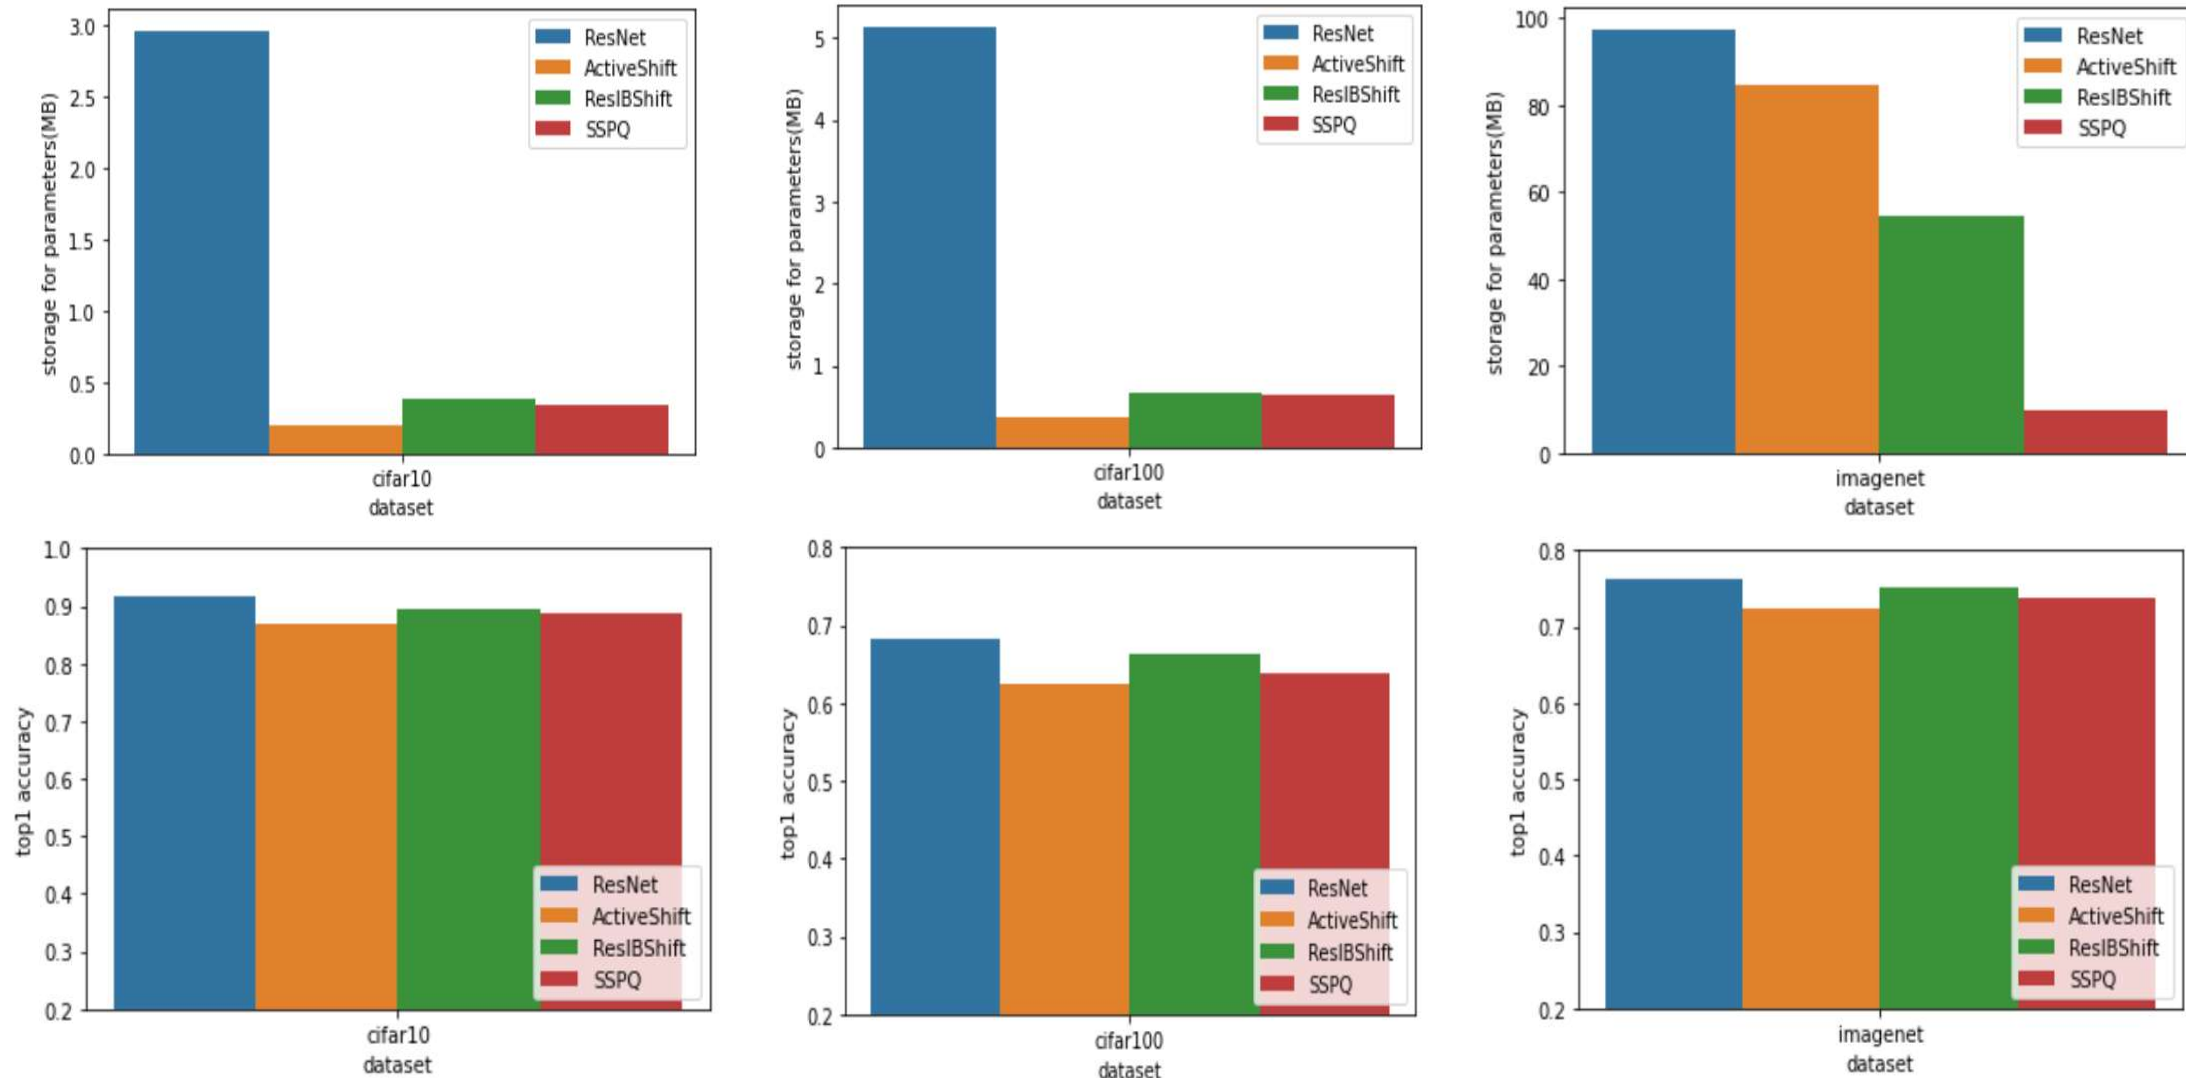 storage for parameters(MB)
3.0
2.5
2.0
1.5
1.0
0.5
0.0
ResNet
ActiveShift
ResIBShift
SSPQ
cifar10
dataset
storage for parameters(MB)
5
4
3
2
1
0
ResNet
ActiveShift
ResIBShift
SSPQ
cifar100
dataset
storage for parameters(MB)
100
80
60
40
20
0
ResNet
ActiveShift
ResIBShift
SSPQ
imagenet
dataset
top1 accuracy
1.0
0.9
0.8
0.7
0.6
0.5
0.4
0.3
0.2
ResNet
ActiveShift
ResIBShift
SSPQ
cifar10
dataset
top1 accuracy
0.8
0.7
0.6
0.5
0.4
0.3
0.2
ResNet
ActiveShift
ResIBShift
SSPQ
cifar100
dataset
top1 accuracy
0.8
0.7
0.6
0.5
0.4
0.3
0.2
ResNet
ActiveShift
ResIBShift
SSPQ
imagenet
dataset